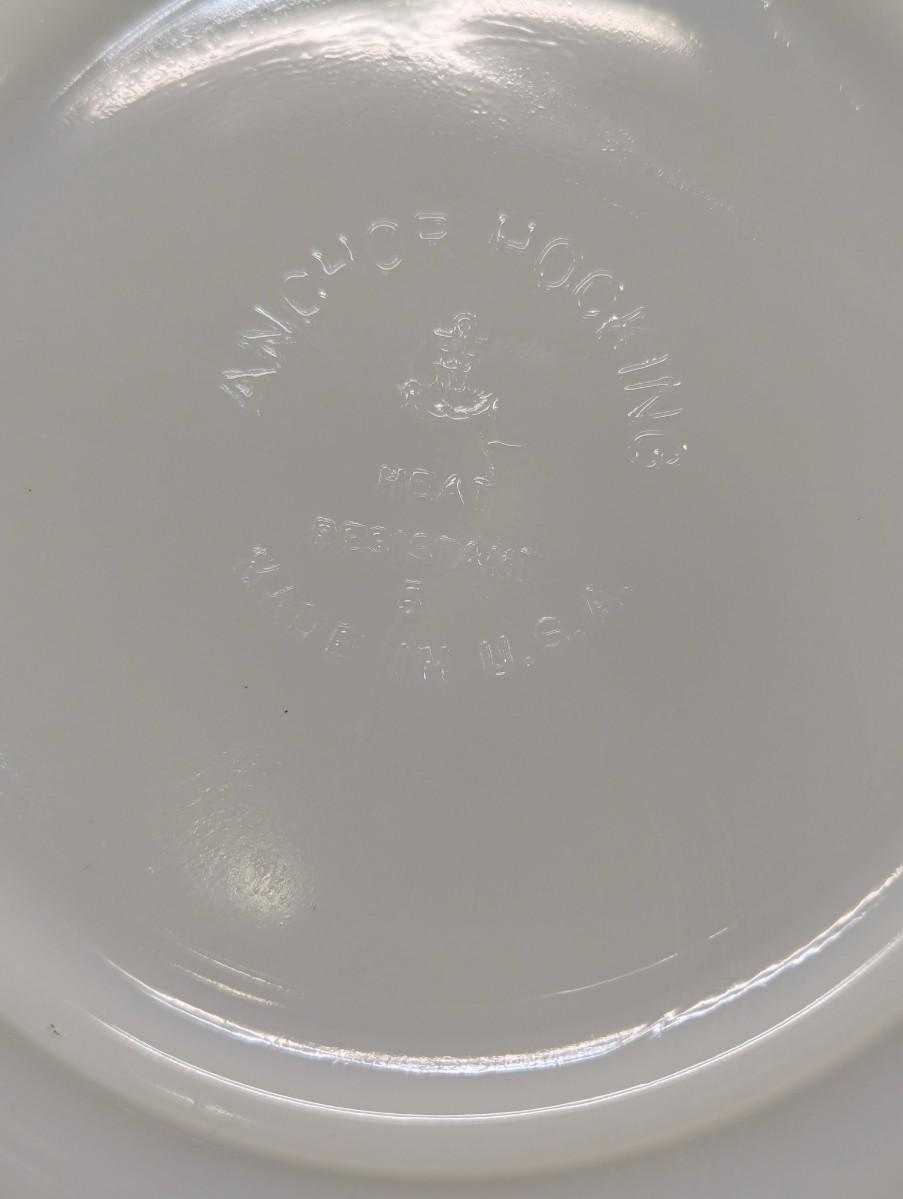 ANCHOR HOCKING
HEAT
RESISTANT
5
MADE IN U.S.A.